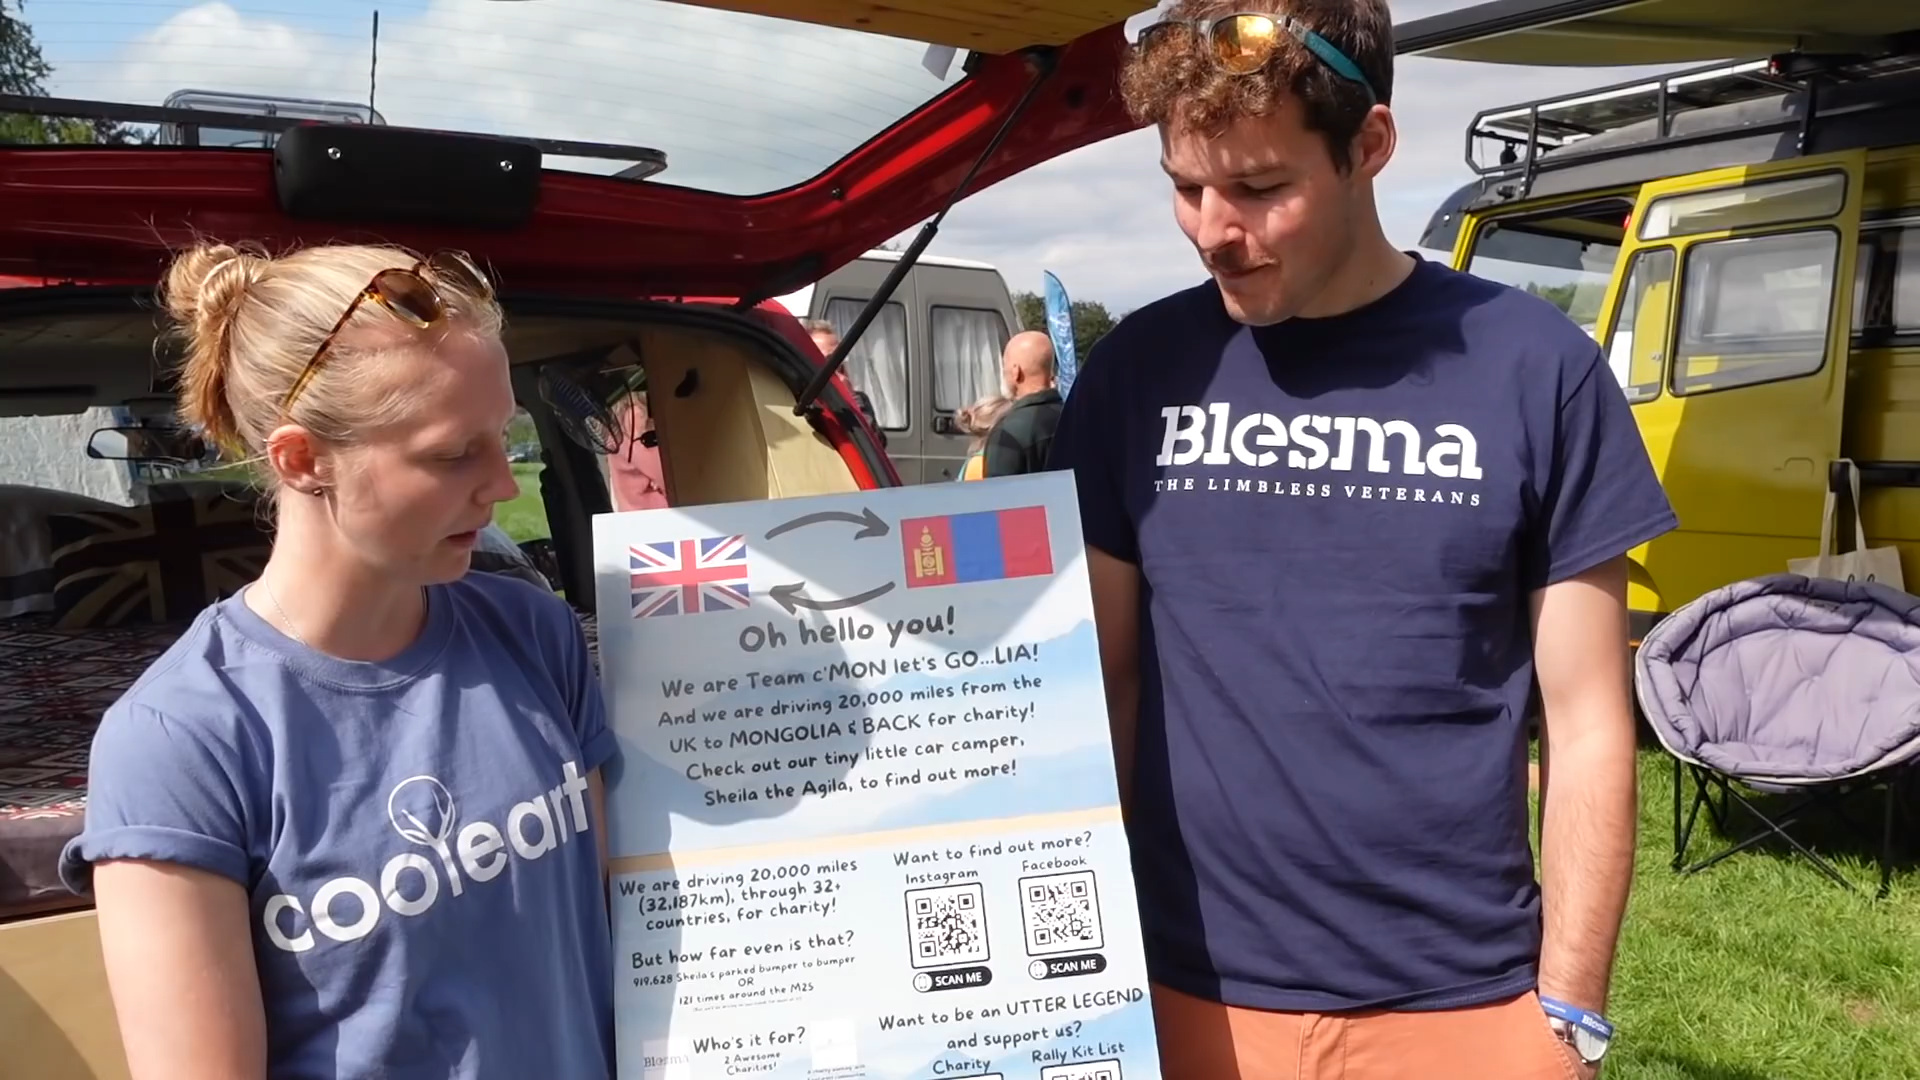 Blesma
THE LIMBLESS VETERANS
cool earth
Oh hello you!
We are Team c'MON let's GO...LIA!
And we are driving 20,000 miles from the
UK to MONGOLIA & BACK for charity!
Check out our tiny little car camper,
Sheila the Agila, to find out more!
We are driving 20,000 miles
(32,187km), through 32+
countries, for charity!
But how far even is that?
919,628 Sheila's parked bumper to bumper
OR
121 times around the M25
Who's it for?
Blesma
2 Awesome
Charities!
Want to find out more?
Instagram
Facebook
SCAN ME
SCAN ME
Want to be an UTTER LEGEND
and support us?
Charity
Rally Kit List
Blesma